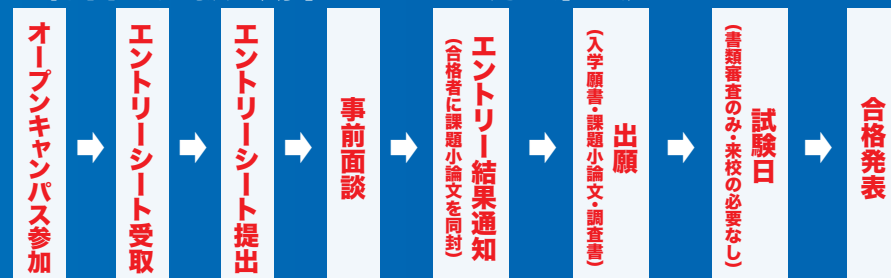 オープンキャンパス参加
エントリーシート受取
エントリーシート提出
事前面談
エントリー結果通知
(合格者に課題小論文を同封)
出願
(入学願書・課題小論文・調査書)
試験日
(書類審査のみ・来校の必要なし)
合格発表